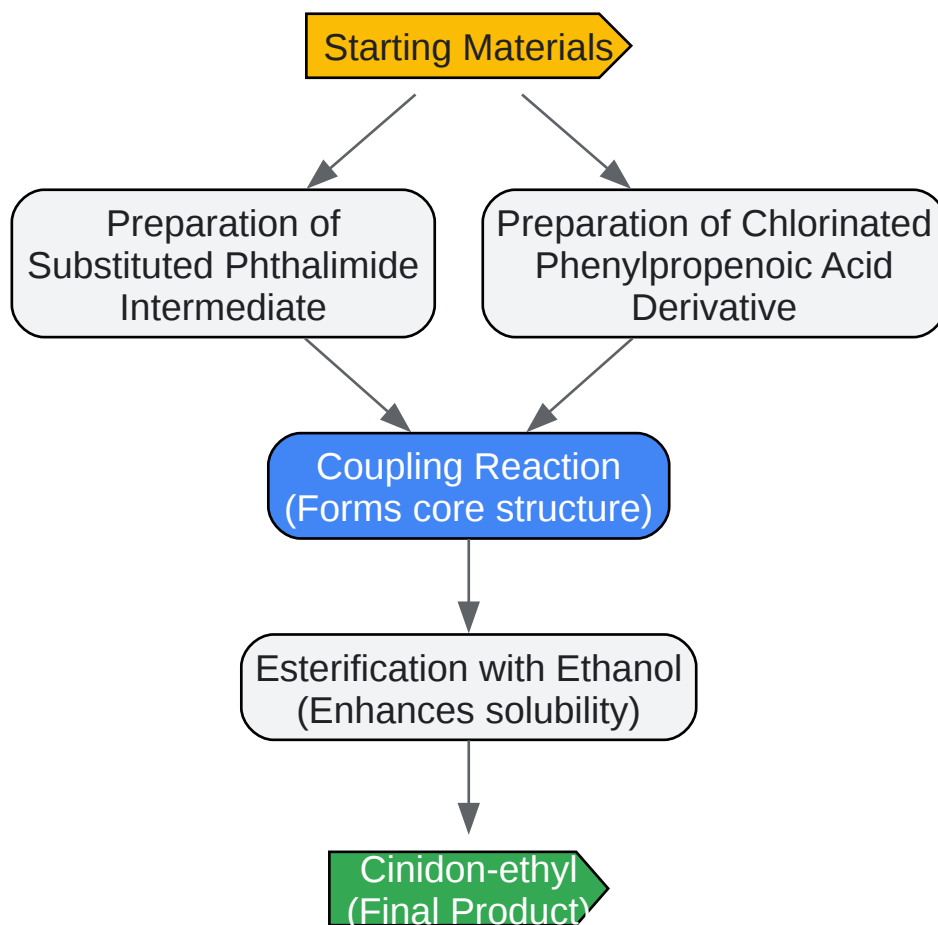 Starting Materials
Preparation of
Substituted Phthalimide
Intermediate
Preparation of Chlorinated
Phenylpropenoic Acid
Derivative
Coupling Reaction
(Forms core structure)
Esterification with Ethanol
(Enhances solubility)
Cinidon-ethyl
(Final Product)